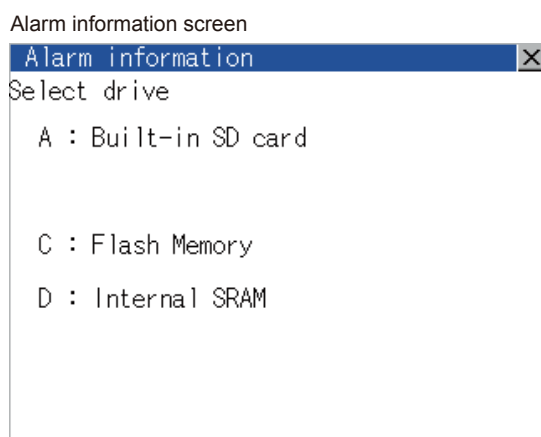 Alarm information screen
Alarm information
Select drive
A : Built-in SD card
C : Flash Memory
D : Internal SRAM